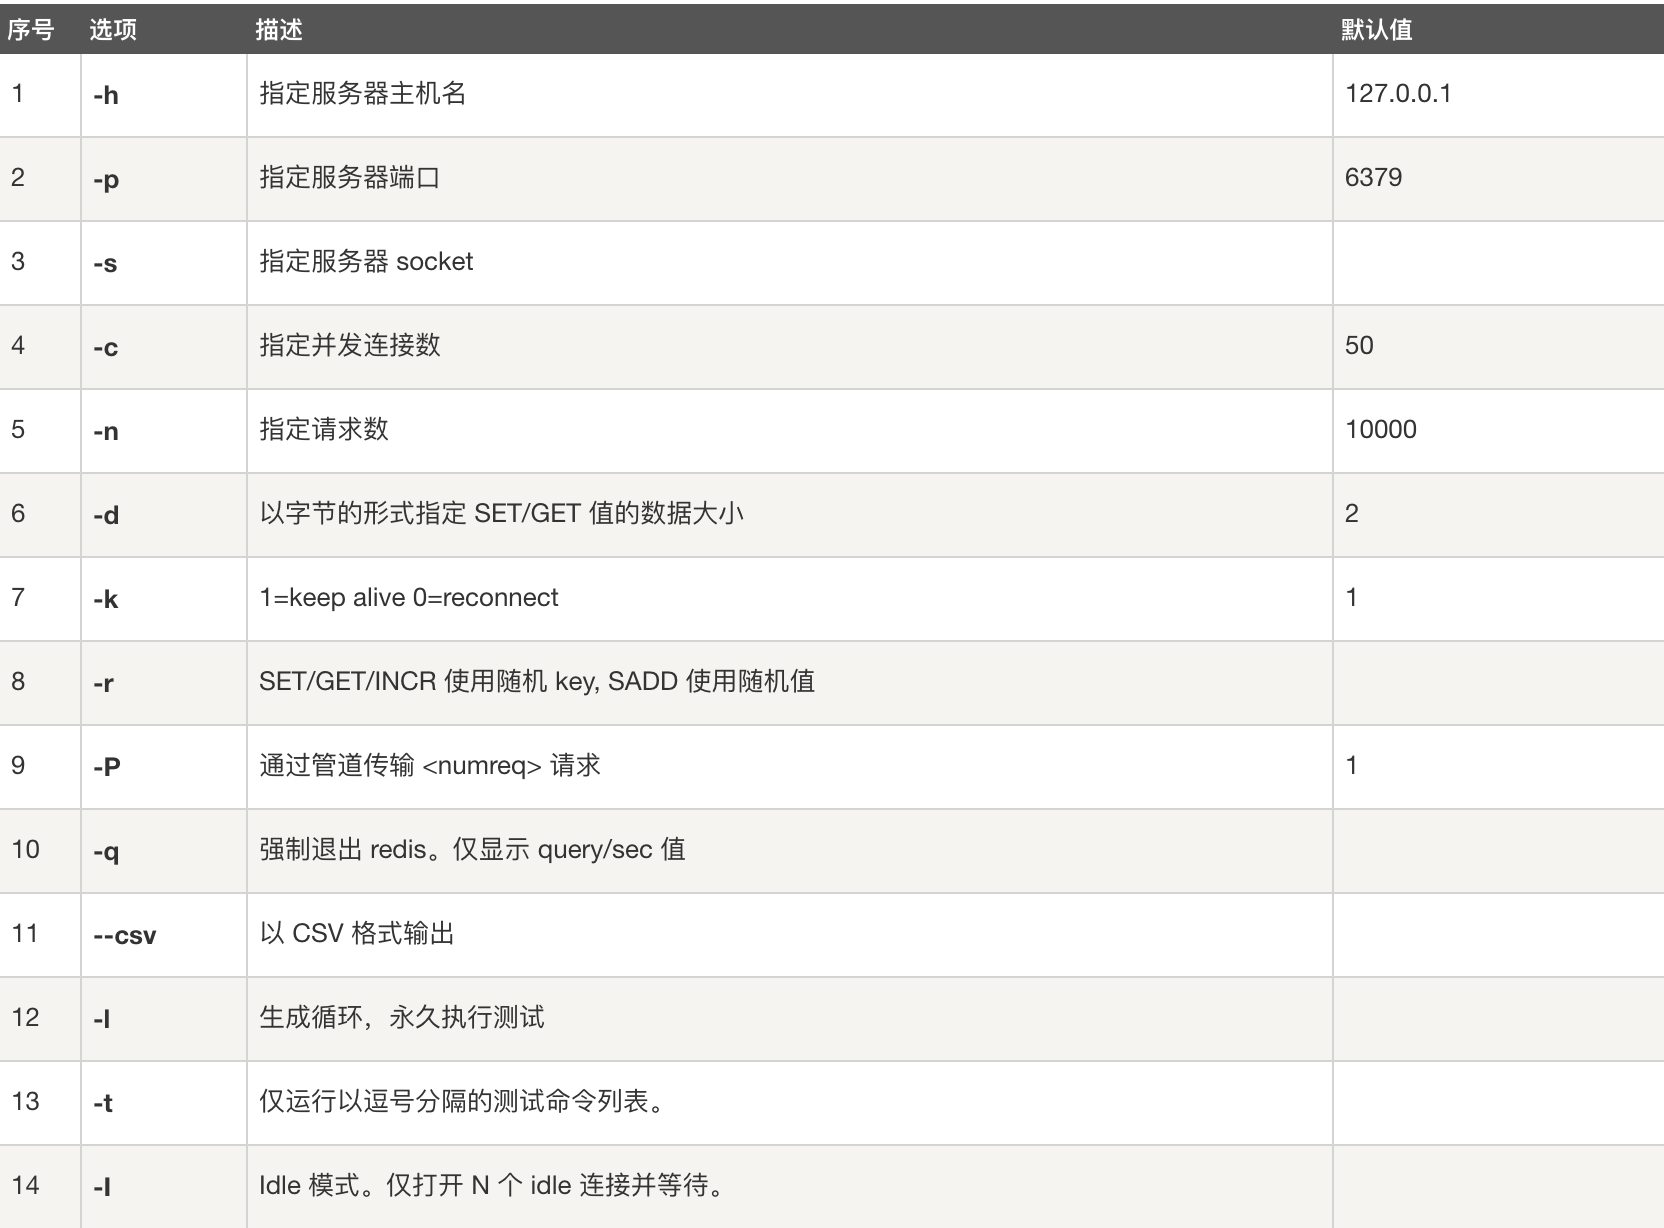 序号 选项 描述 默认值
1 -h 指定服务器主机名 127.0.0.1
2 -p 指定服务器端口 6379
3 -s 指定服务器 socket
4 -c 指定并发连接数 50
5 -n 指定请求数 10000
6 -d 以字节的形式指定 SET/GET 值的数据大小 2
7 -k 1=keep alive 0=reconnect 1
8 -r SET/GET/INCR 使用随机 key, SADD 使用随机值
9 -P 通过管道传输 <numreq> 请求 1
10 -q 强制退出 redis。仅显示 query/sec 值
11 --csv 以 CSV 格式输出
12 -l 生成循环，永久执行测试
13 -t 仅运行以逗号分隔的测试命令列表。
14 -I Idle 模式。仅打开 N 个 idle 连接并等待。